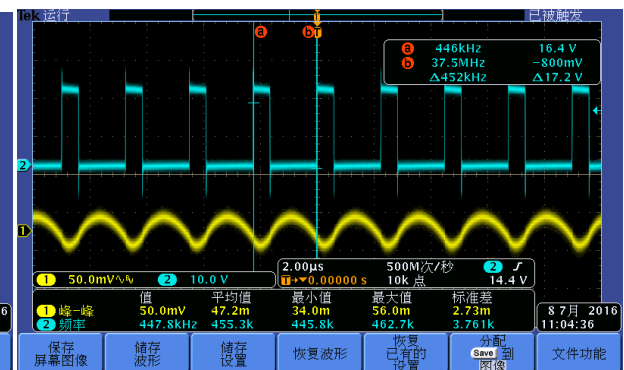 Tek 运行
已被触发
a
b
a 446kHz 16.4 V
b 37.5MHz −800mV
Δ452kHz Δ17.2 V
2
1
1 50.0mV
2 10.0 V
2.00μs 500M次/秒 2
0.00000 s 10k 点 14.4 V
值 平均值 最小值 最大值 标准差
1 峰−峰 50.0mV 47.2m 34.0m 56.0m 2.73m
2 频率 447.8kHz 455.3k 445.8k 462.7k 3.761k
8 7月 2016
11:04:36
6
保存
屏幕图像
储存
波形
储存
设置
恢复波形
恢复
已有的
设置
分配
Save 到
图像
文件功能